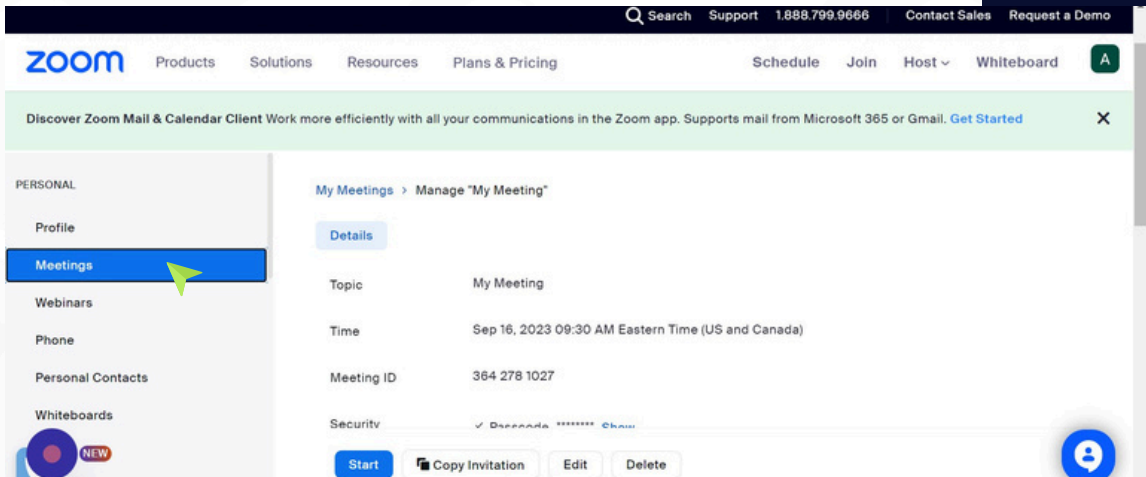 Search Support 1.888.799.9666 Contact Sales Request a Demo
zoom Products Solutions Resources Plans & Pricing Schedule Join Host Whiteboard A
Discover Zoom Mail & Calendar Client Work more efficiently with all your communications in the Zoom app. Supports mail from Microsoft 365 or Gmail. Get Started
PERSONAL
Profile
Meetings
Webinars
Phone
Personal Contacts
Whiteboards
NEW
My Meetings > Manage "My Meeting"
Details
Topic My Meeting
Time Sep 16, 2023 09:30 AM Eastern Time (US and Canada)
Meeting ID 364 278 1027
Security ✓ Passcode ******** Show
Start Copy Invitation Edit Delete